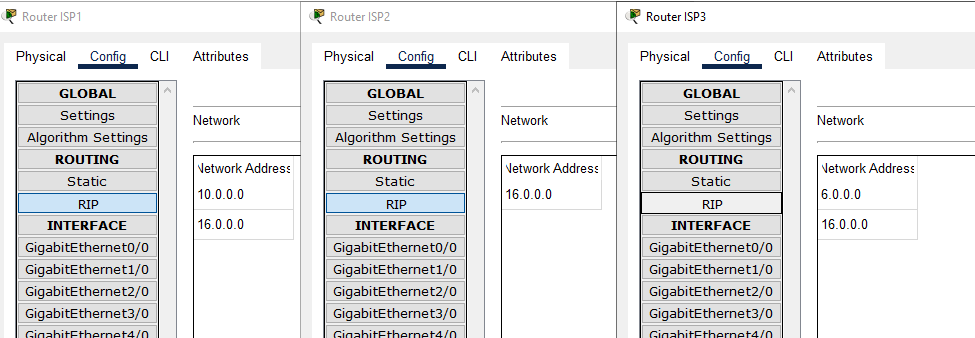 Router ISP1
Physical Config CLI Attributes
GLOBAL
Settings
Algorithm Settings
ROUTING
Static
RIP
INTERFACE
GigabitEthernet0/0
GigabitEthernet1/0
GigabitEthernet2/0
GigabitEthernet3/0
GigabitEthernet4/0
Network
Network Address
10.0.0.0
16.0.0.0
Router ISP2
Physical Config CLI Attributes
GLOBAL
Settings
Algorithm Settings
ROUTING
Static
RIP
INTERFACE
GigabitEthernet0/0
GigabitEthernet1/0
GigabitEthernet2/0
GigabitEthernet3/0
GigabitEthernet4/0
Network
Network Address
16.0.0.0
Router ISP3
Physical Config CLI Attributes
GLOBAL
Settings
Algorithm Settings
ROUTING
Static
RIP
INTERFACE
GigabitEthernet0/0
GigabitEthernet1/0
GigabitEthernet2/0
GigabitEthernet3/0
GigabitEthernet4/0
Network
Network Address
6.0.0.0
16.0.0.0